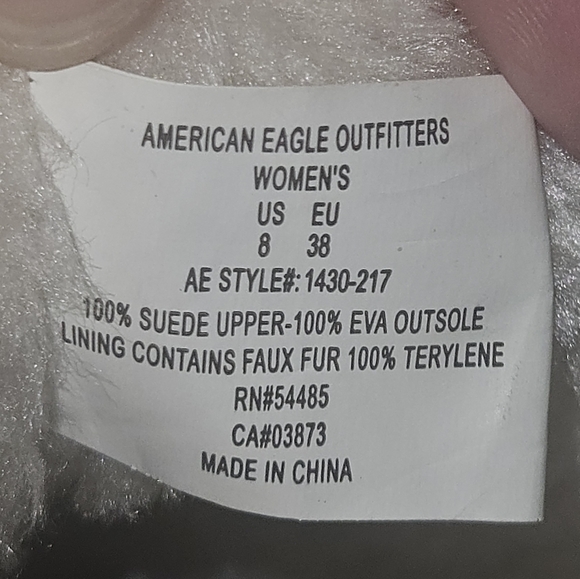 AMERICAN EAGLE OUTFITTERS
WOMEN'S
US EU
8 38
AE STYLE#: 1430-217
100% SUEDE UPPER-100% EVA OUTSOLE
LINING CONTAINS FAUX FUR 100% TERYLENE
RN#54485
CA#03873
MADE IN CHINA